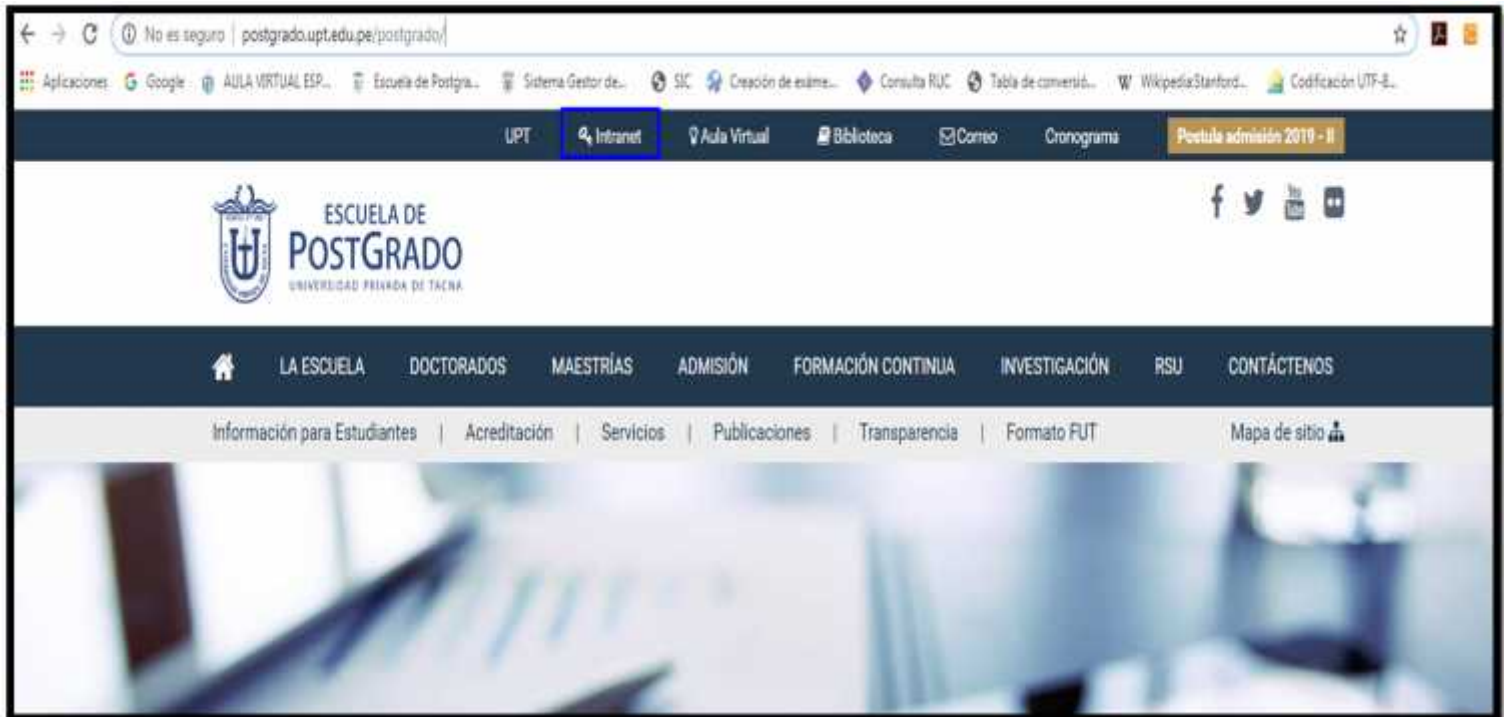 No es seguro | postgrado.upt.edu.pe/postgrado/
Aplicaciones Google AULA VIRTUAL ESP... Escuela de Postgra... Sistema Gestor de... SIC Creación de exáme... Consulta RUC Tabla de conversió... Wikipedia:Stanford... Codificación UTF-8...
UPT Intranet Aula Virtual Biblioteca Correo Cronograma Postula admisión 2019 - II
ESCUELA DE
POSTGRADO
UNIVERSIDAD PRIVADA DE TACNA
You
Tube
LA ESCUELA DOCTORADOS MAESTRÍAS ADMISIÓN FORMACIÓN CONTINUA INVESTIGACIÓN RSU CONTÁCTENOS
Información para Estudiantes | Acreditación | Servicios | Publicaciones | Transparencia | Formato FUT Mapa de sitio